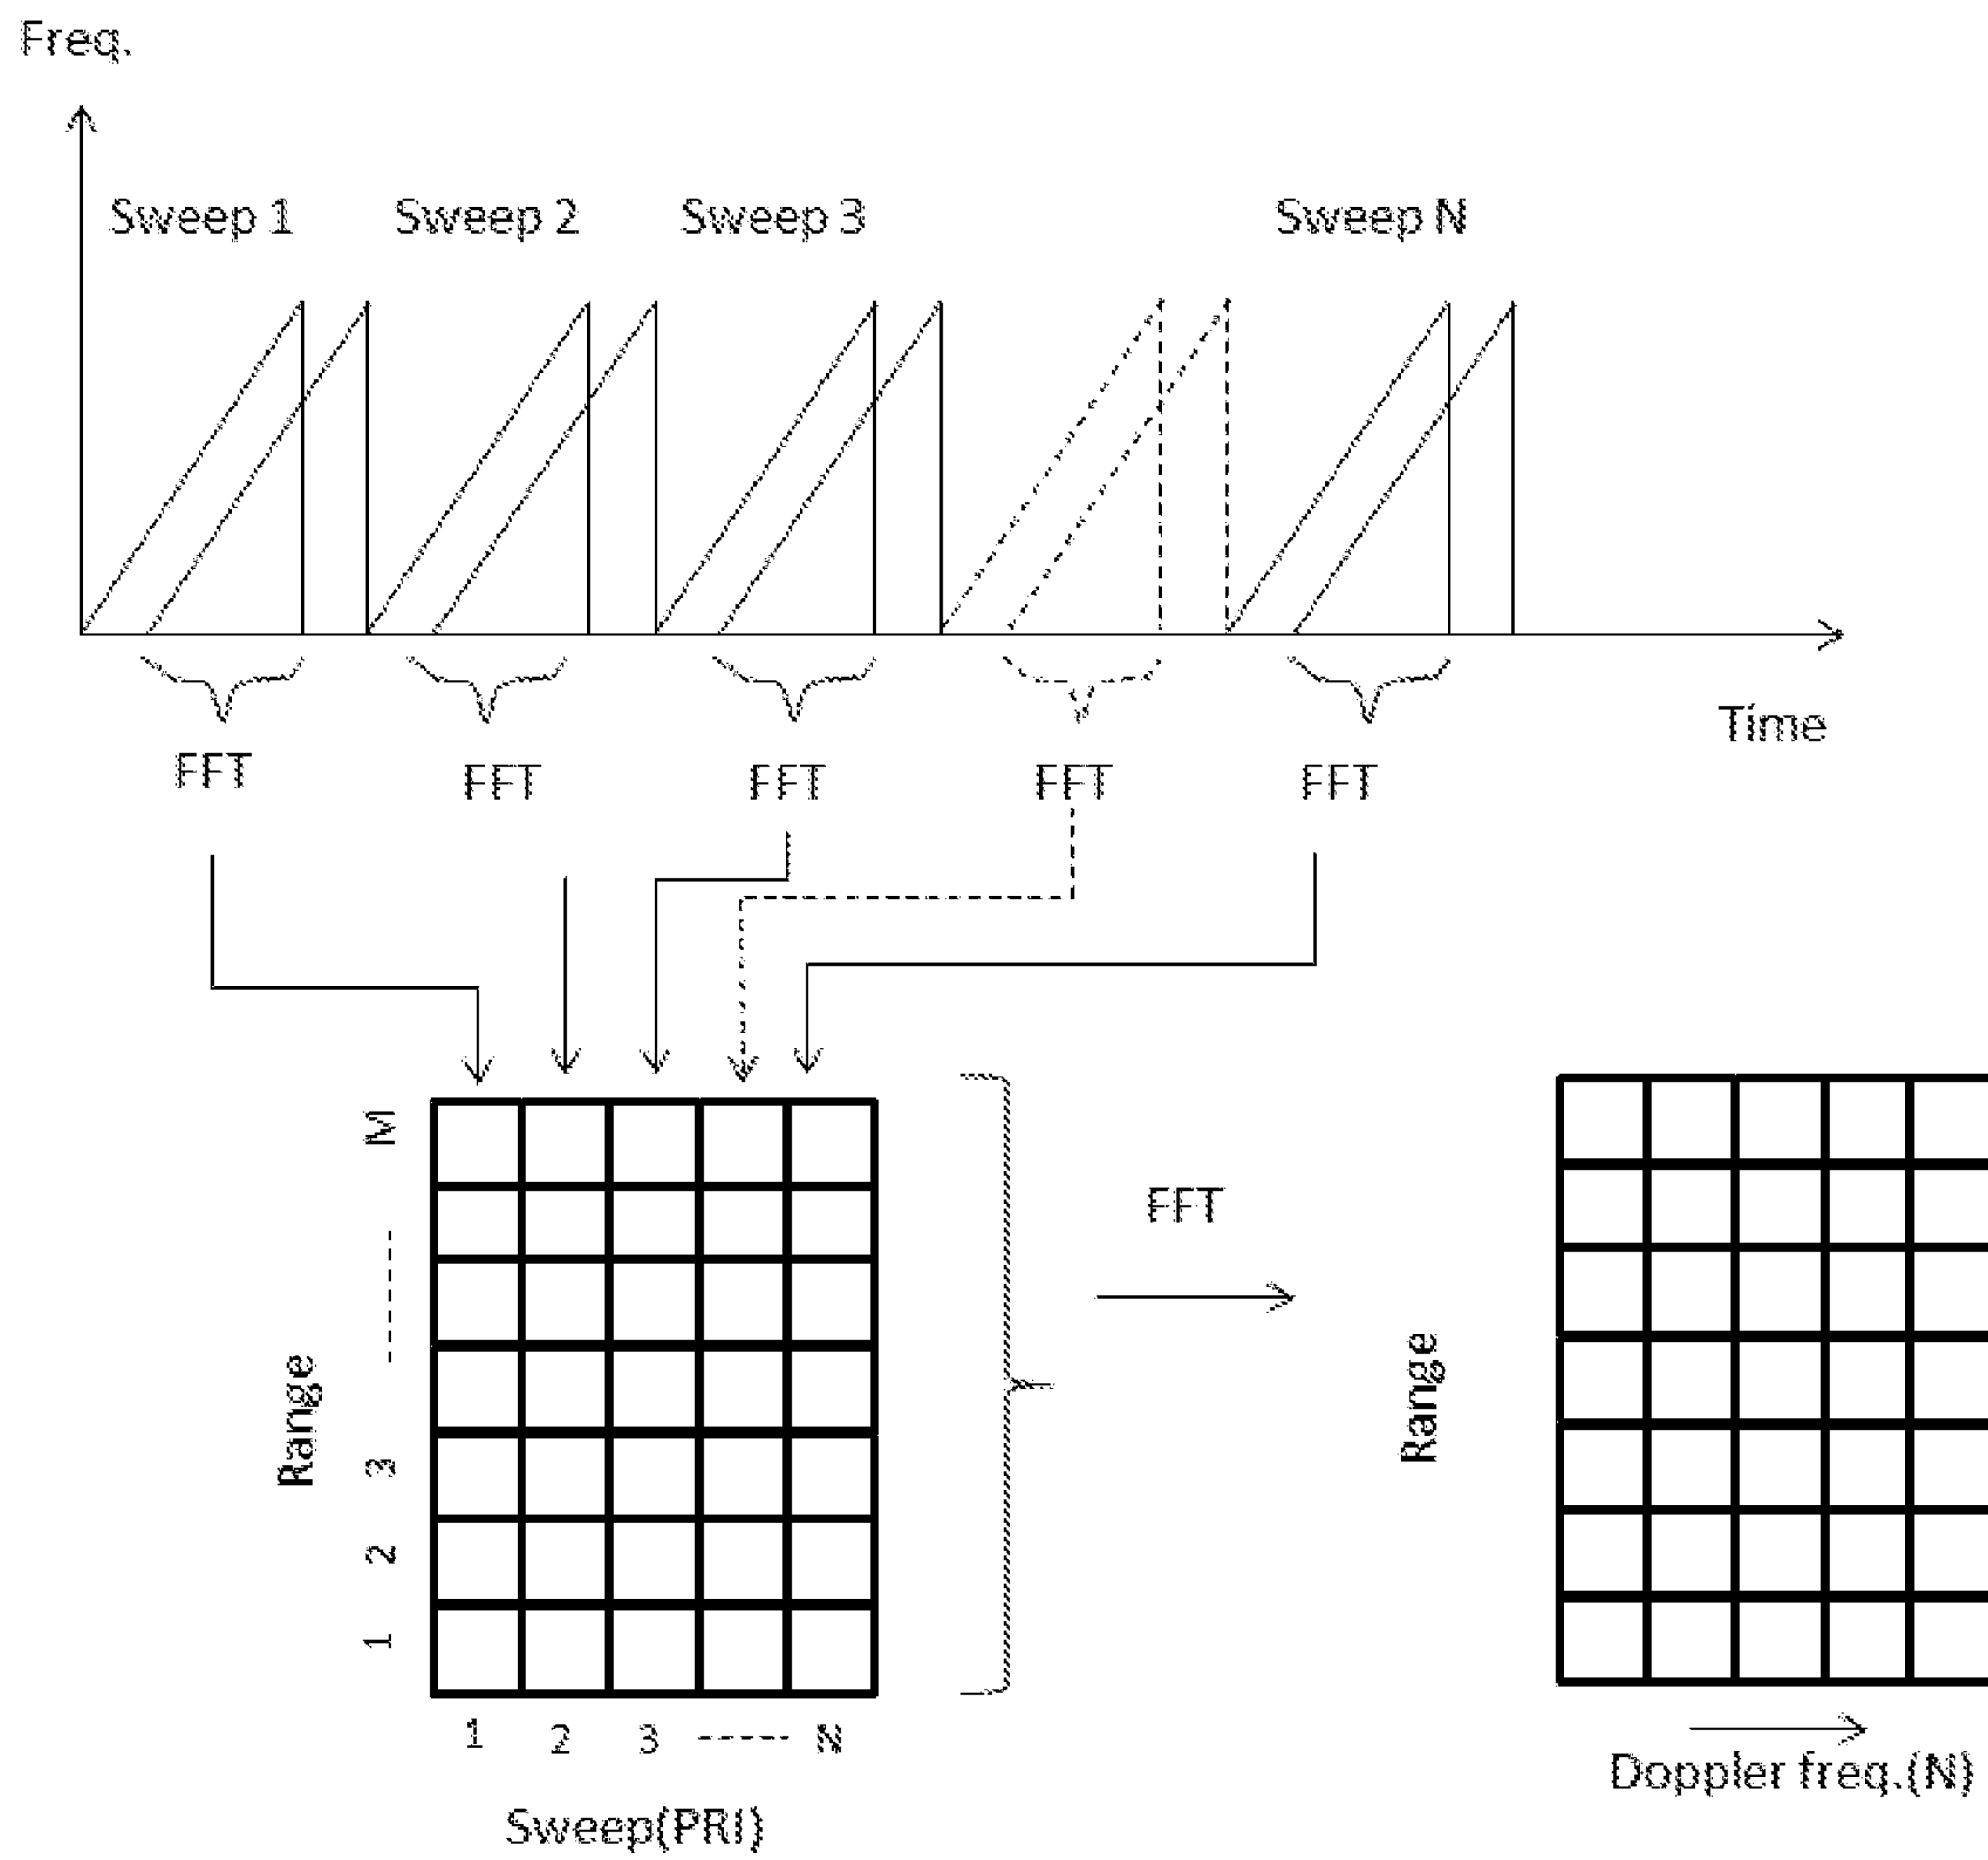 Freq.
Sweep 1 Sweep 2 Sweep 3 Sweep N
Time
FFT FFT FFT FFT FFT
M
FFT
Range
Range
3
2
1
1 2 3 ------ N
Doppler freq.(N)
Sweep(PRI)